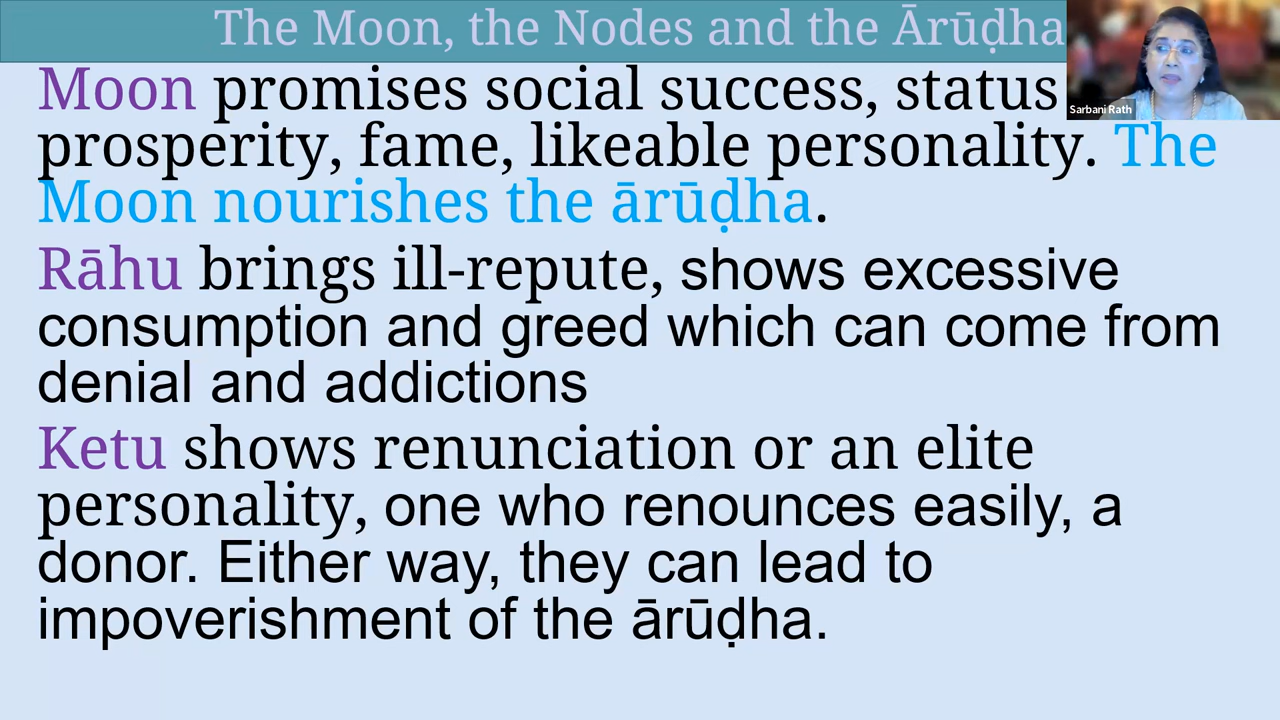 The Moon, the Nodes and the Ārūḍha
Sarbani Rath
Moon promises social success, status
prosperity, fame, likeable personality. The
Moon nourishes the ārūḍha.
Rāhu brings ill-repute, shows excessive
consumption and greed which can come from
denial and addictions
Ketu shows renunciation or an elite
personality, one who renounces easily, a
donor. Either way, they can lead to
impoverishment of the ārūḍha.